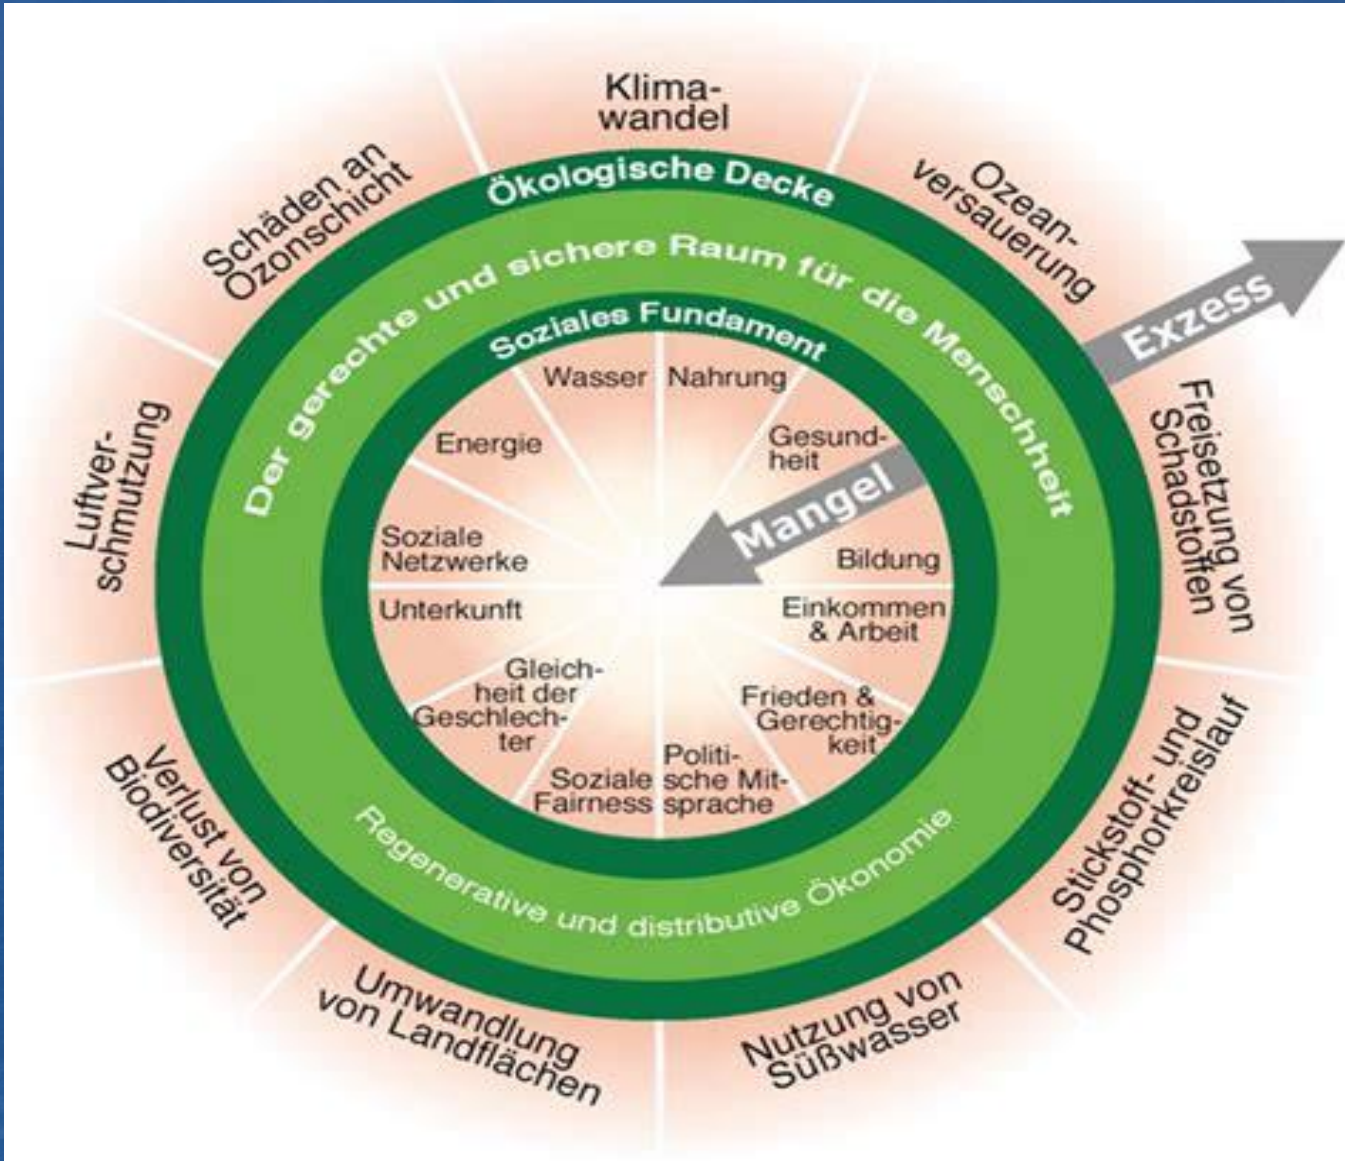 Klima-
wandel
Ozean-
versauerung
Freisetzung von
Schadstoffen
Stickstoff- und
Phosphorkreislauf
Nutzung von
Süßwasser
Umwandlung
von Landflächen
Verlust von
Biodiversität
Luftver-
schmutzung
Schäden an
Ozonschicht
Ökologische Decke
Der gerechte und sichere Raum für die Menschheit
Soziales Fundament
Wasser
Nahrung
Gesund-
heit
Bildung
Einkommen
& Arbeit
Frieden &
Gerechtig-
keit
Politi-
sche Mit-
sprache
Soziale
Fairness
Gleich-
heit der
Geschlech-
ter
Unterkunft
Soziale
Netzwerke
Energie
Mangel
Exzess
Regenerative und distributive Ökonomie